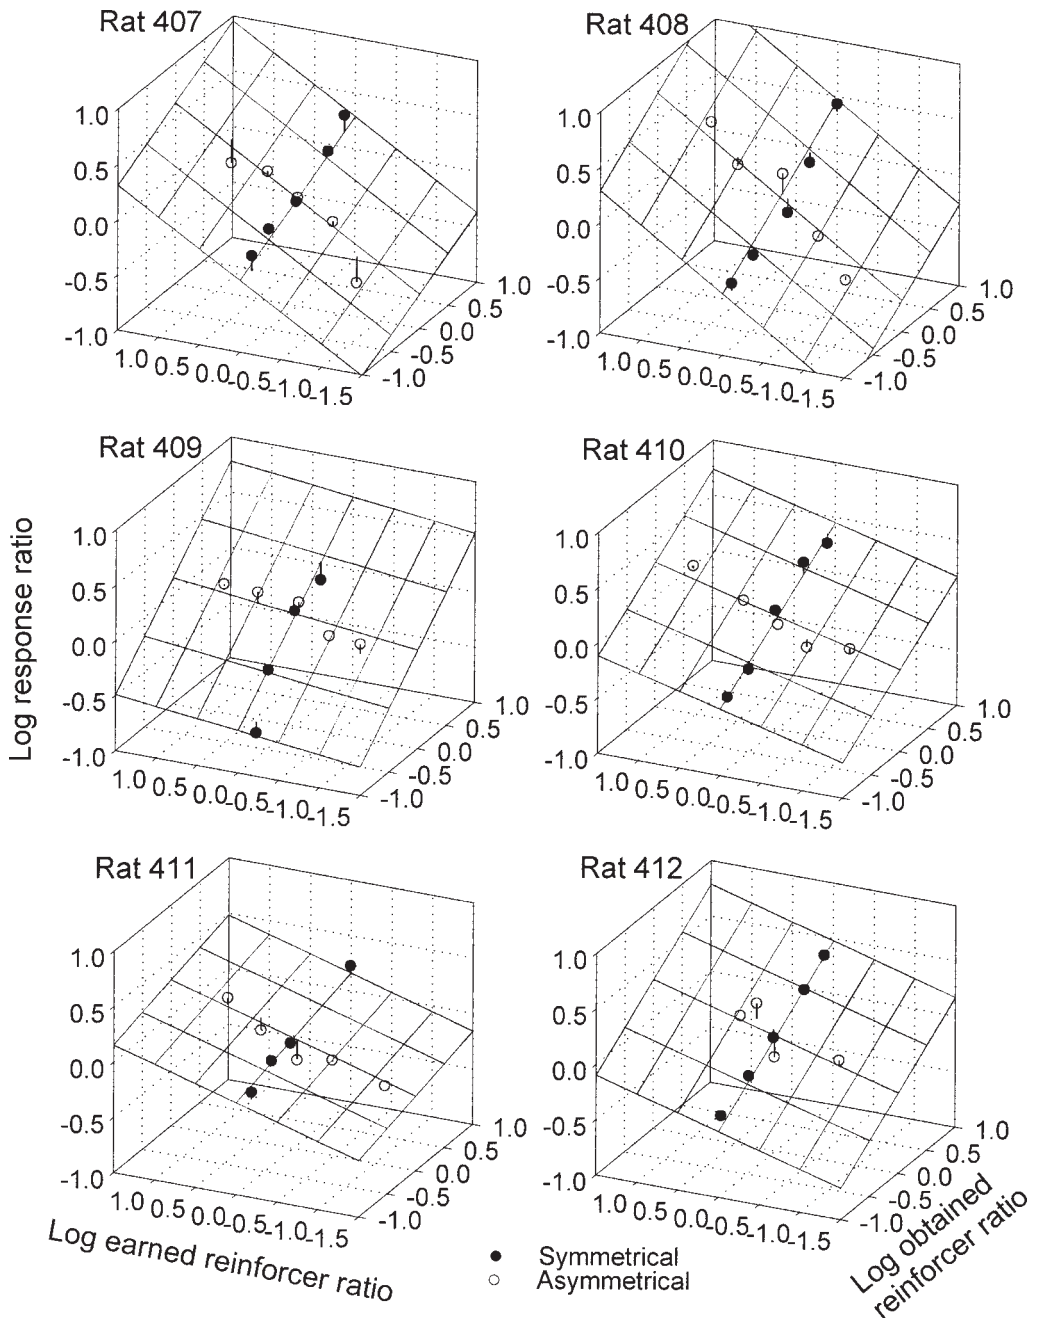 Rat 407
Rat 408
1.0
0.5
0.0
-0.5
-1.0
1.0 0.5 0.0 -0.5 -1.0 -1.5
-1.0 -0.5 0.0 0.5 1.0
1.0
0.5
0.0
-0.5
-1.0
1.0 0.5 0.0 -0.5 -1.0 -1.5
-1.0 -0.5 0.0 0.5 1.0
Rat 409
Rat 410
Log response ratio
1.0
0.5
0.0
-0.5
-1.0
1.0 0.5 0.0 -0.5 -1.0 -1.5
-1.0 -0.5 0.0 0.5 1.0
1.0
0.5
0.0
-0.5
-1.0
1.0 0.5 0.0 -0.5 -1.0 -1.5
-1.0 -0.5 0.0 0.5 1.0
Rat 411
Rat 412
1.0
0.5
0.0
-0.5
-1.0
1.0 0.5 0.0 -0.5 -1.0 -1.5
-1.0 -0.5 0.0 0.5 1.0
1.0
0.5
0.0
-0.5
-1.0
1.0 0.5 0.0 -0.5 -1.0 -1.5
-1.0 -0.5 0.0 0.5 1.0
Log earned reinforcer ratio
Log obtained
reinforcer ratio
Symmetrical
Asymmetrical